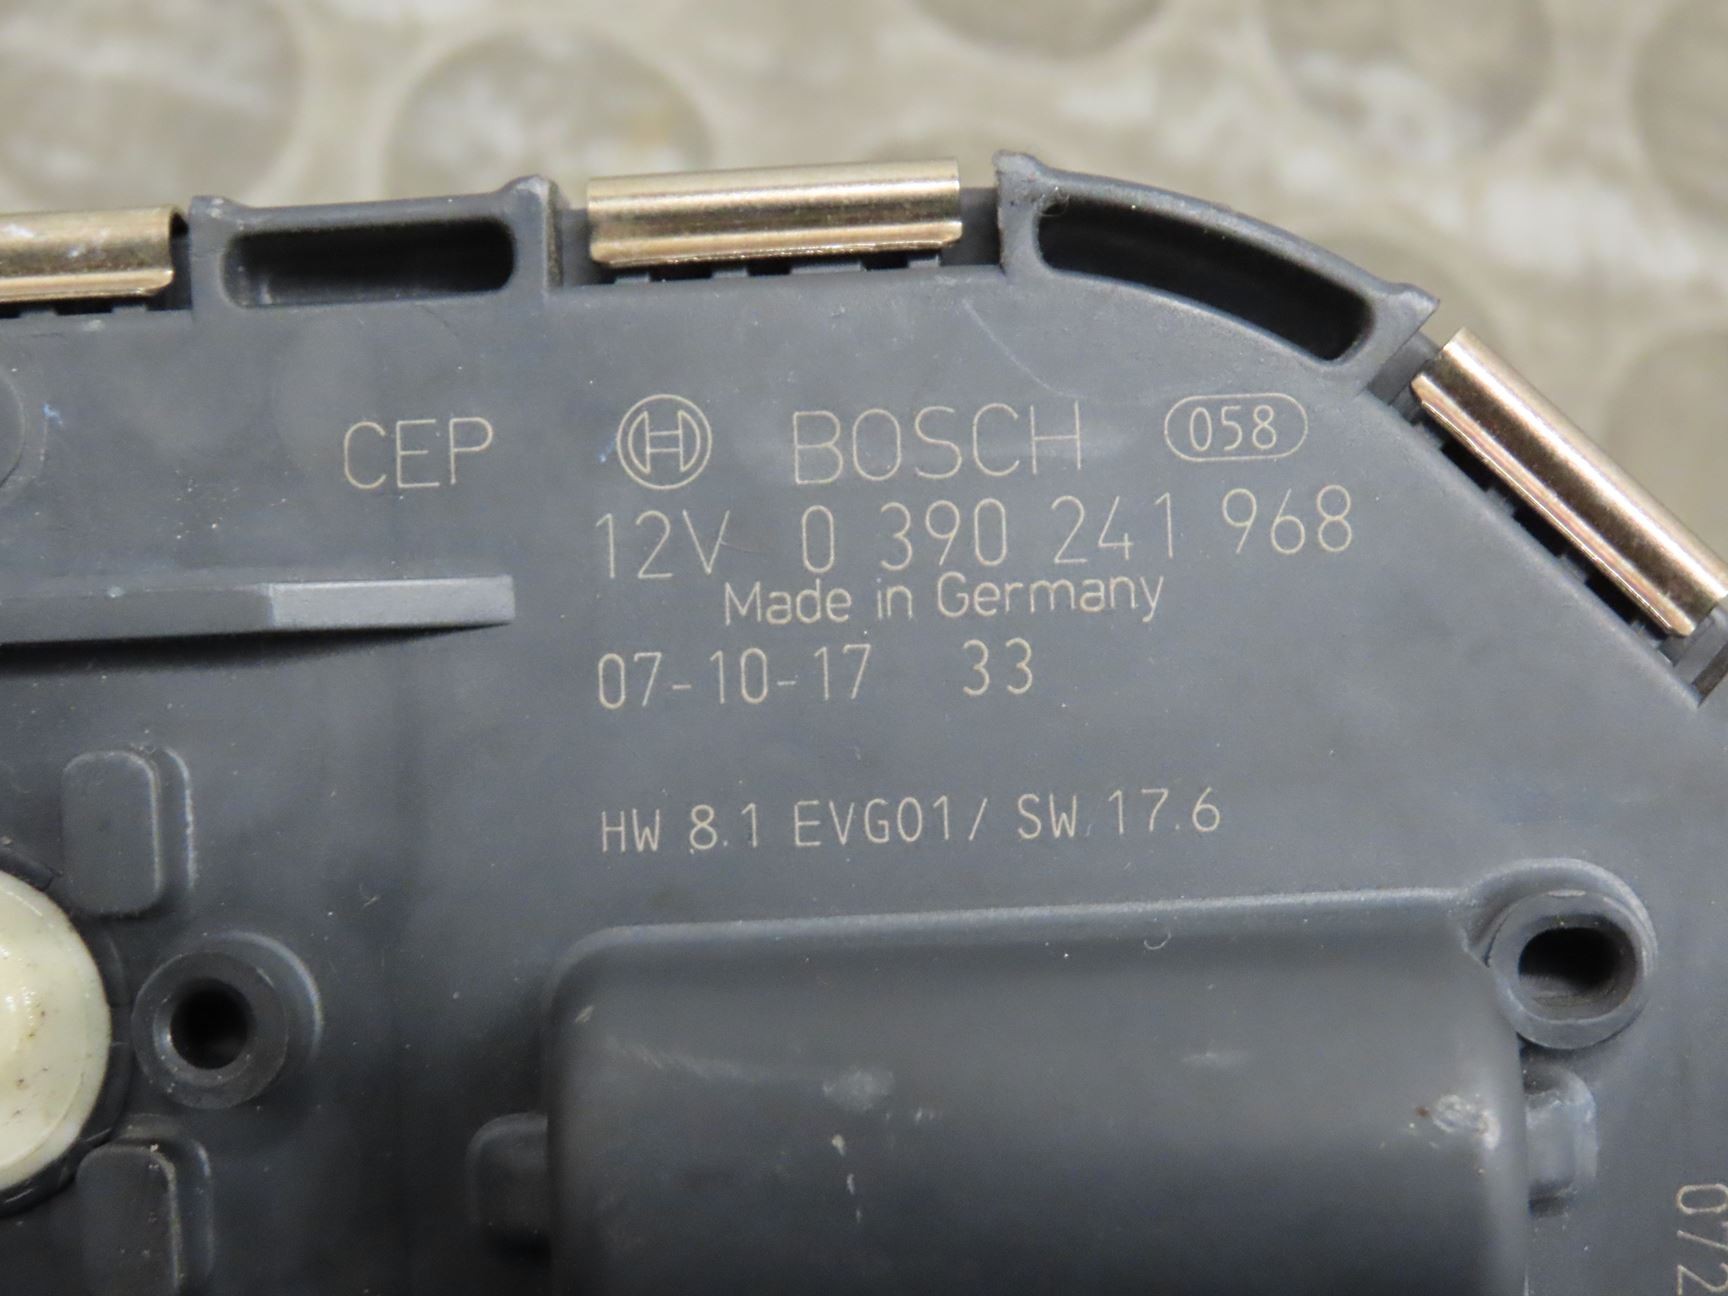 CEP BOSCH 058
12V 0 390 241 968
Made in Germany
07-10-17 33
HW 8.1 EVG01/ SW 17.6
072